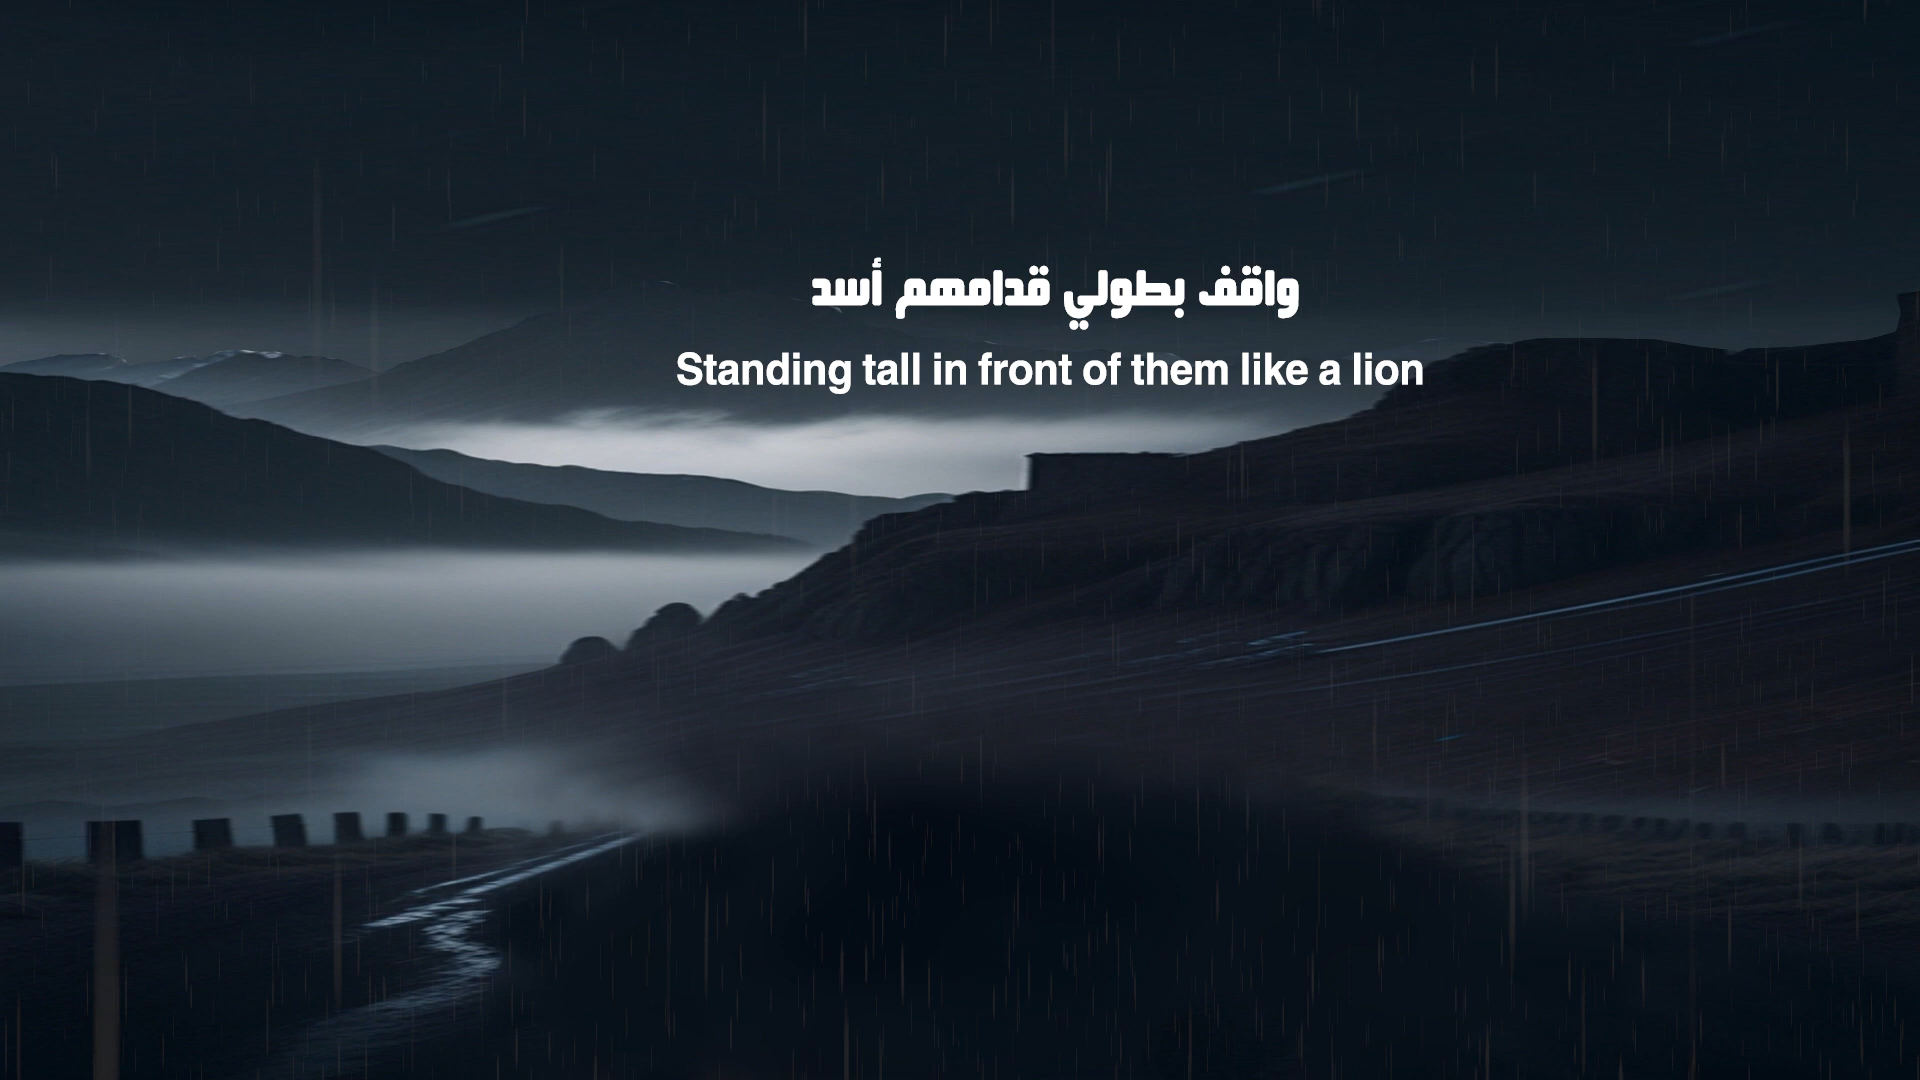 واقف بطولي قدامهم أسد
Standing tall in front of them like a lion